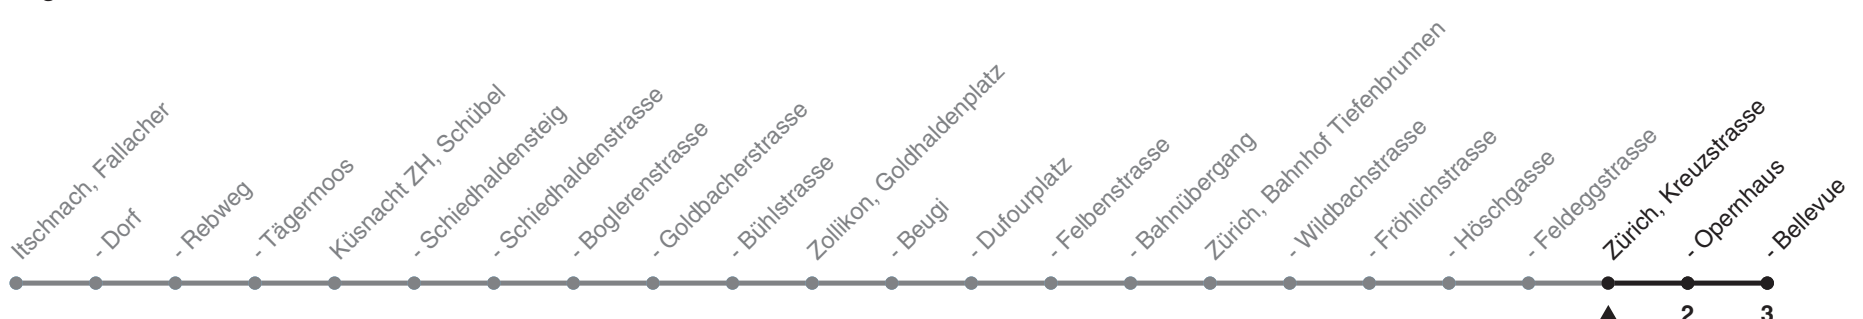 Itschnach, Fallacher
- Dorf
- Rebweg
- Tägermoos
Küsnacht ZH, Schübel
- Schiedhaldensteig
- Schiedhaldenstrasse
- Boglerenstrasse
- Goldbacherstrasse
- Bühlstrasse
Zollikon, Goldhaldenplatz
- Beugi
- Dufourplatz
- Felbenstrasse
- Bahnübergang
Zürich, Bahnhof Tiefenbrunnen
- Wildbachstrasse
- Fröhlichstrasse
- Höschgasse
- Feldeggstrasse
Zürich, Kreuzstrasse
- Opernhaus
- Bellevue
2 3